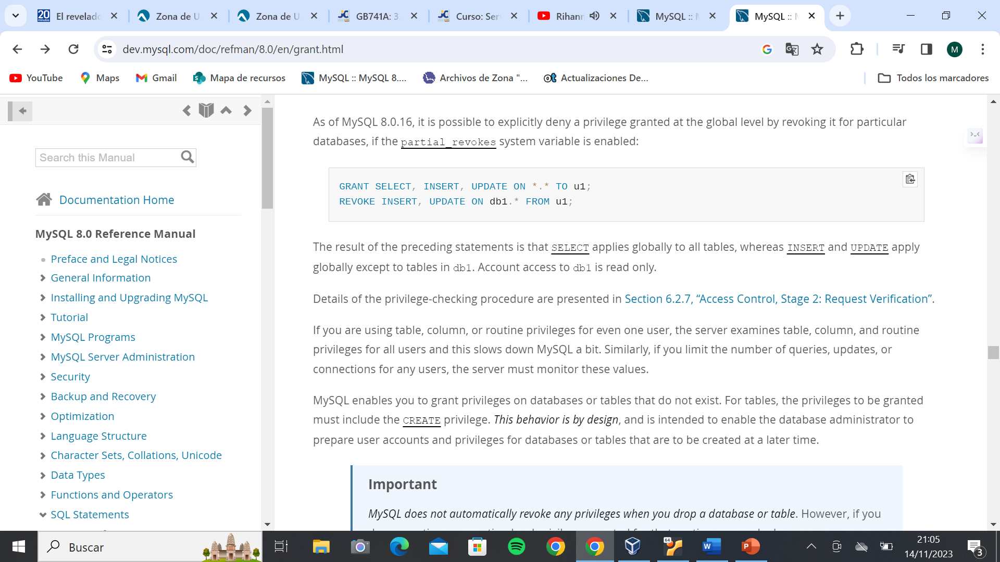 20
minutos
El revelado
Zona de U
Zona de U
GB741A: 3.
Curso: Ser
Rihann
MySQL :: M
MySQL :: M
dev.mysql.com/doc/refman/8.0/en/grant.html
M
YouTube
Maps
Gmail
Mapa de recursos
MySQL :: MySQL 8....
Archivos de Zona "...
Actualizaciones De...
Todos los marcadores
Search this Manual
Documentation Home
MySQL 8.0 Reference Manual
Preface and Legal Notices
General Information
Installing and Upgrading MySQL
Tutorial
MySQL Programs
MySQL Server Administration
Security
Backup and Recovery
Optimization
Language Structure
Character Sets, Collations, Unicode
Data Types
Functions and Operators
SQL Statements
As of MySQL 8.0.16, it is possible to explicitly deny a privilege granted at the global level by revoking it for particular
databases, if the partial_revokes system variable is enabled:
GRANT SELECT, INSERT, UPDATE ON *.* TO u1;
REVOKE INSERT, UPDATE ON db1.* FROM u1;
The result of the preceding statements is that SELECT applies globally to all tables, whereas INSERT and UPDATE apply
globally except to tables in db1. Account access to db1 is read only.
Details of the privilege-checking procedure are presented in Section 6.2.7, “Access Control, Stage 2: Request Verification”.
If you are using table, column, or routine privileges for even one user, the server examines table, column, and routine
privileges for all users and this slows down MySQL a bit. Similarly, if you limit the number of queries, updates, or
connections for any users, the server must monitor these values.
MySQL enables you to grant privileges on databases or tables that do not exist. For tables, the privileges to be granted
must include the CREATE privilege. This behavior is by design, and is intended to enable the database administrator to
prepare user accounts and privileges for databases or tables that are to be created at a later time.
Important
MySQL does not automatically revoke any privileges when you drop a database or table. However, if you
Buscar
64
W
P
21:05
14/11/2023
3